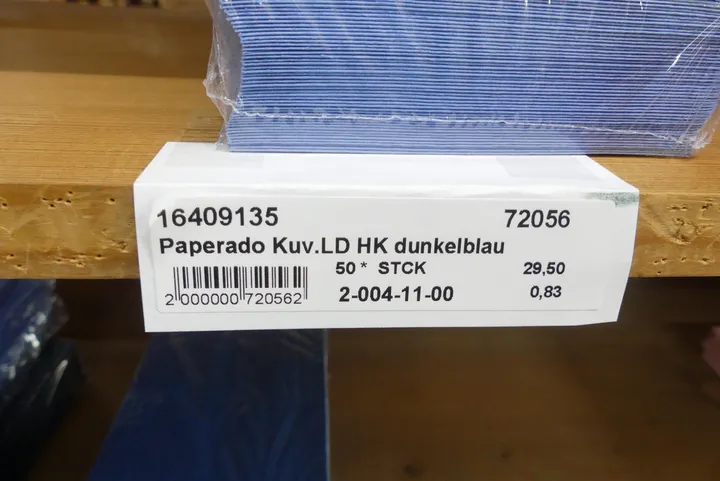 16409135 72056
Paperado Kuv.LD HK dunkelblau
50 * STCK 29,50
2-004-11-00 0,83
2 000000 720562